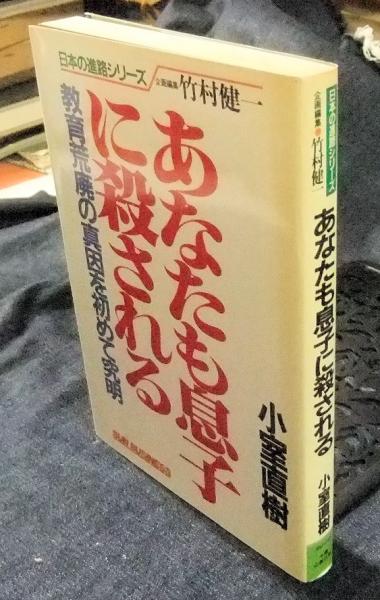 日本の進路シリーズ/企画編集 竹村健一
あなたも息子
に殺される
教育荒廃の真因を初めて究明
小室直樹
SUN BUSINESS
日本の進路シリーズ
企画編集●竹村健一
あなたも息子に殺される
小室直樹